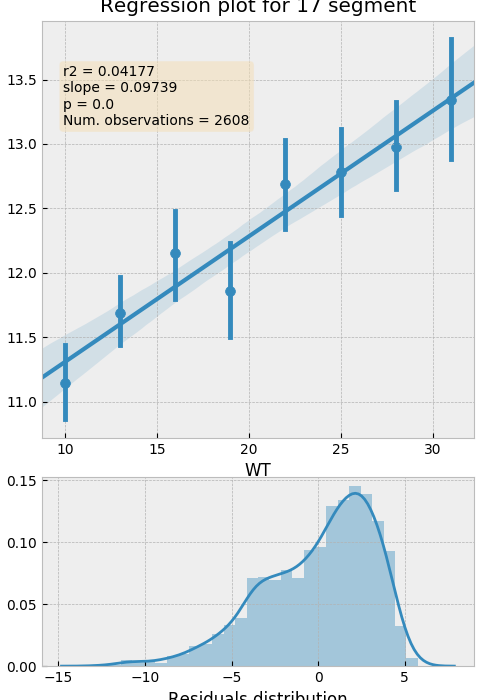 Regression plot for 17 segment
r2 = 0.04177
slope = 0.09739
p = 0.0
Num. observations = 2608
13.5
13.0
12.5
12.0
11.5
11.0
10 15 20 25 30
WT
0.15
0.10
0.05
0.00
−15 −10 −5 0 5
Residuals distribution